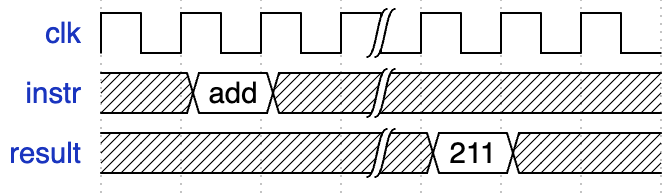 clk
instr add
result 211